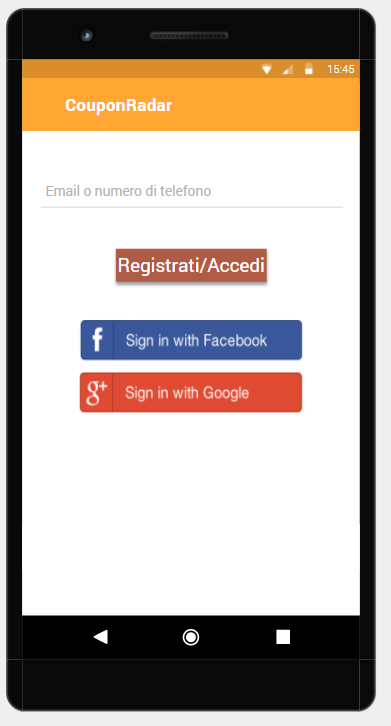 15:45
CouponRadar
Email o numero di telefono
Registrati/Accedi
f Sign in with Facebook
g+ Sign in with Google